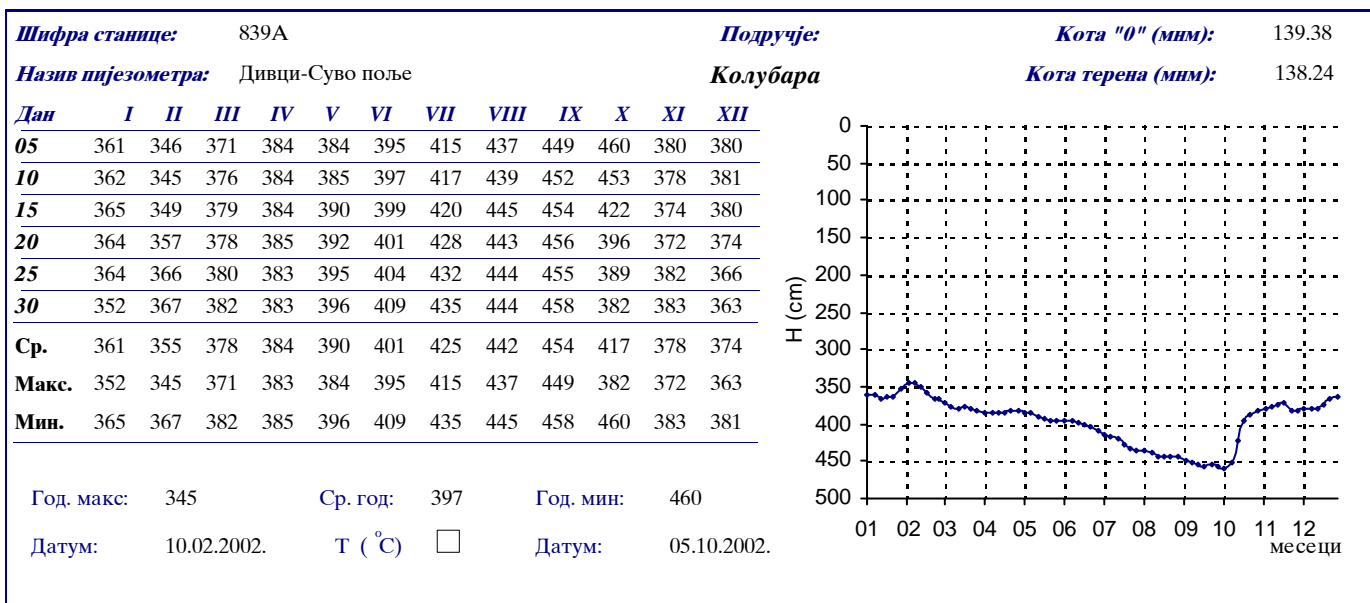 Шифра станице: 839А Подручје: Кота "0" (мнм): 139.38
Назив пијезометра: Дивци-Суво поље Колубара Кота терена (мнм): 138.24
Дан I II III IV V VI VII VIII IX X XI XII
05 361 346 371 384 384 395 415 437 449 460 380 380
10 362 345 376 384 385 397 417 439 452 453 378 381
15 365 349 379 384 390 399 420 445 454 422 374 380
20 364 357 378 385 392 401 428 443 456 396 372 374
25 364 366 380 383 395 404 432 444 455 389 382 366
30 352 367 382 383 396 409 435 444 458 382 383 363
Ср. 361 355 378 384 390 401 425 442 454 417 378 374
Макс. 352 345 371 383 384 395 415 437 449 382 372 363
Мин. 365 367 382 385 396 409 435 445 458 460 383 381
Год. макс: 345 Ср. год: 397 Год. мин: 460
Датум: 10.02.2002. Т ( °С) Датум: 05.10.2002.
H (cm)
0
50
100
150
200
250
300
350
400
450
500
01 02 03 04 05 06 07 08 09 10 11 12
месеци